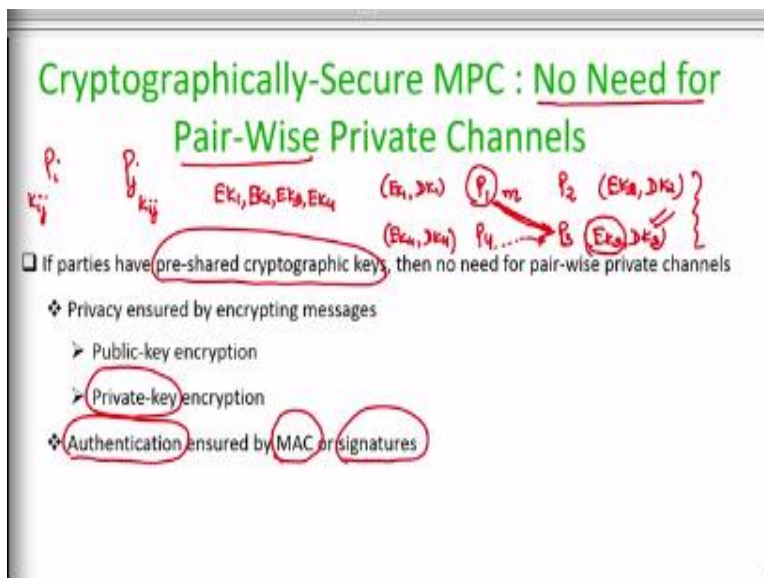 Cryptographically-Secure MPC : No Need for
Pair-Wise Private Channels
Pi Pj
kij kij
Ek1, Ek2, Ek3, Ek4 (Ek1, Dk1) P1 m P2 (Ek2, Dk2)
(Ek4, Dk4) P4 P3 (Ek3, Dk3)
❑ If parties have pre-shared cryptographic keys, then no need for pair-wise private channels
❖ Privacy ensured by encrypting messages
➢ Public-key encryption
➢ Private-key encryption
❖ Authentication ensured by MAC or signatures